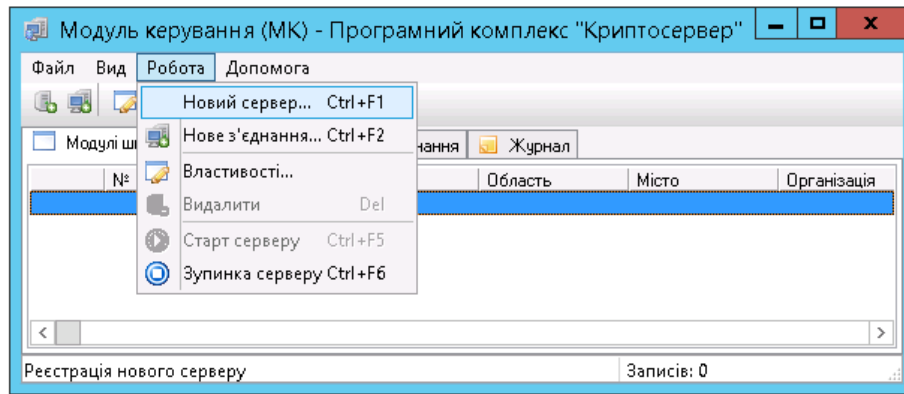 Модуль керування (МК) - Програмний комплекс "Криптосервер"
Файл Вид Робота Допомога
Новий сервер... Ctrl+F1
Нове з'єднання... Ctrl+F2
Властивості...
Видалити Del
Старт серверу Ctrl+F5
Зупинка серверу Ctrl+F6
Модулі Журнал
№ Область Місто Організація
Реєстрація нового серверу Записів: 0